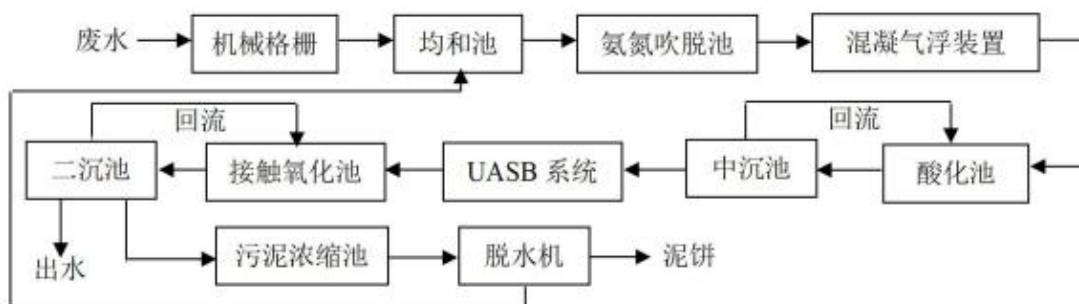 废水
机械格栅
均和池
氨氮吹脱池
混凝气浮装置
回流
回流
二沉池
接触氧化池
UASB 系统
中沉池
酸化池
出水
污泥浓缩池
脱水机
泥饼